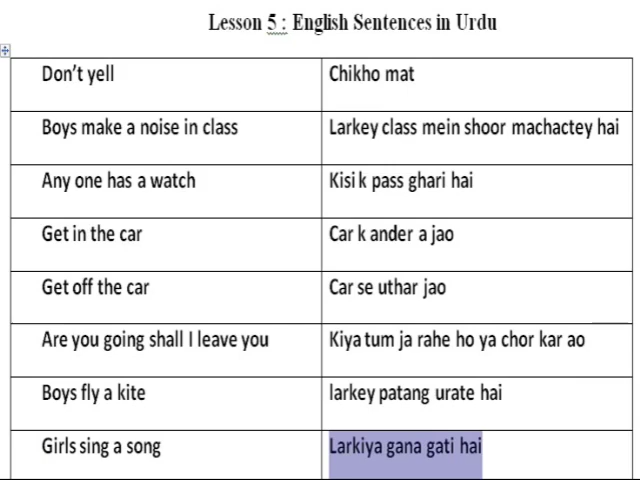 Lesson 5 : English Sentences in Urdu
Don't yell
Chikho mat
Boys make a noise in class
Larkey class mein shoor machactey hai
Any one has a watch
Kisi k pass ghari hai
Get in the car
Car k ander a jao
Get off the car
Car se uthar jao
Are you going shall I leave you
Kiya tum ja rahe ho ya chor kar ao
Boys fly a kite
larkey patang urate hai
Girls sing a song
Larkiya gana gati hai